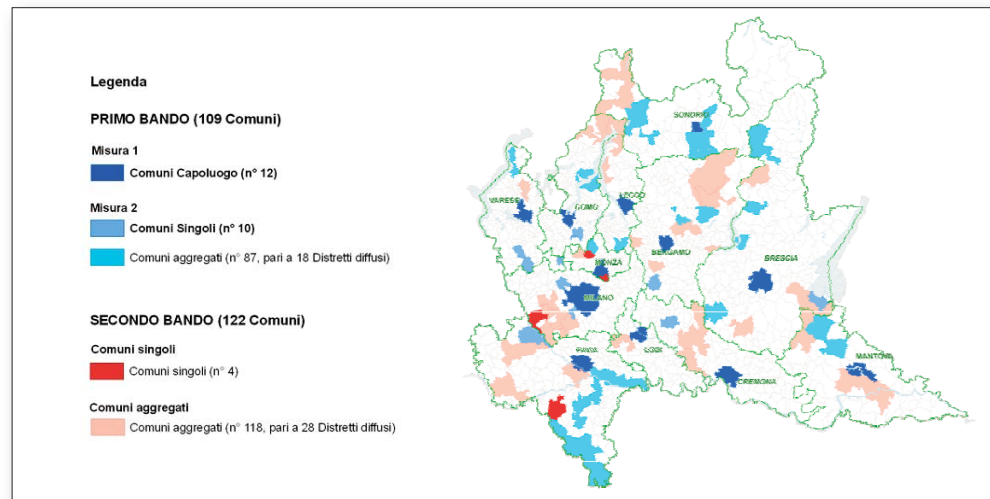 Legenda
PRIMO BANDO (109 Comuni)
Misura 1
Comuni Capoluogo (n° 12)
Misura 2
Comuni Singoli (n° 10)
Comuni aggregati (n° 87, pari a 18 Distretti diffusi)
SECONDO BANDO (122 Comuni)
Comuni singoli
Comuni singoli (n° 4)
Comuni aggregati
Comuni aggregati (n° 118, pari a 28 Distretti diffusi)
SONDRIO
VARESE
COMO
LECCO
BERGAMO
BRESCIA
MONZA
MILANO
PAVIA
LODI
CREMONA
MANTOVA